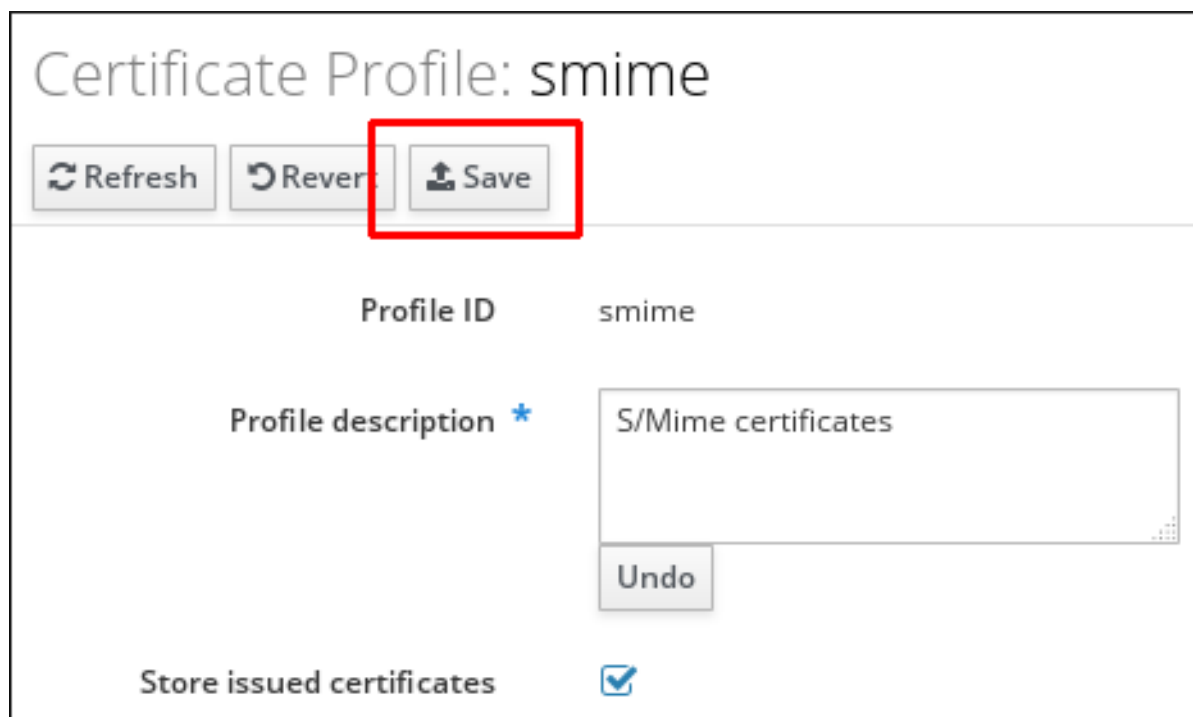 Certificate Profile: smime
Refresh Revert Save
Profile ID smime
Profile description * S/Mime certificates
Undo
Store issued certificates